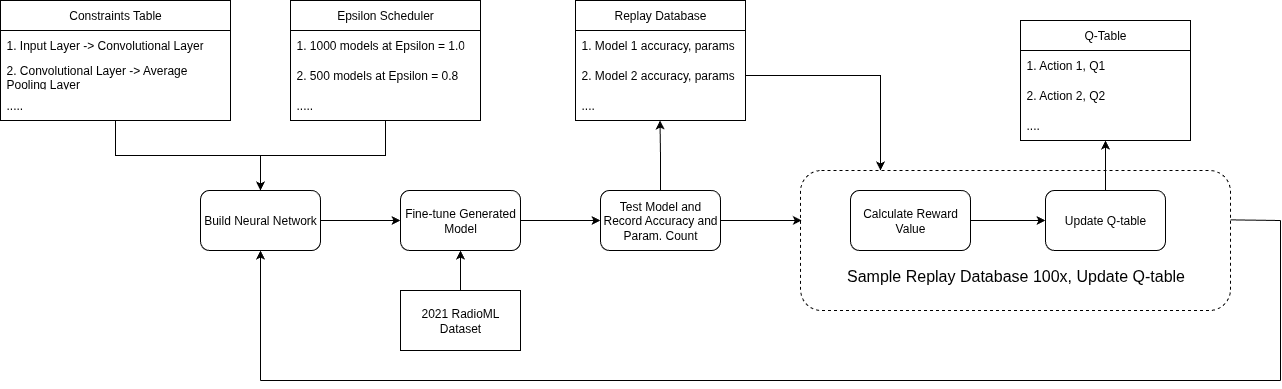 Constraints Table
1. Input Layer -> Convolutional Layer
2. Convolutional Layer -> Average
Pooling Layer
.....
Epsilon Scheduler
1. 1000 models at Epsilon = 1.0
2. 500 models at Epsilon = 0.8
.....
Replay Database
1. Model 1 accuracy, params
2. Model 2 accuracy, params
....
Q-Table
1. Action 1, Q1
2. Action 2, Q2
....
Build Neural Network
Fine-tune Generated
Model
Test Model and
Record Accuracy and
Param. Count
Calculate Reward
Value
Update Q-table
Sample Replay Database 100x, Update Q-table
2021 RadioML
Dataset